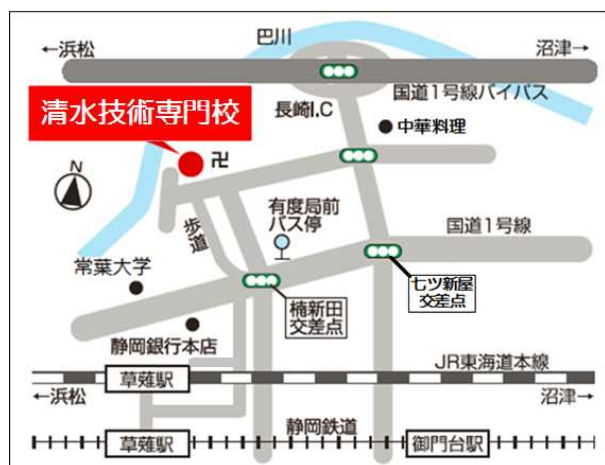 巴川
←浜松
沼津→
国道1号線バイパス
長崎I.C
清水技術専門校
中華料理
卍
N
歩道
有度局前
バス停
国道1号線
常葉大学
七ツ新屋
交差点
楠新田
交差点
静岡銀行本店
JR東海道本線
草薙駅
←浜松
沼津→
静岡鉄道
草薙駅
御門台駅